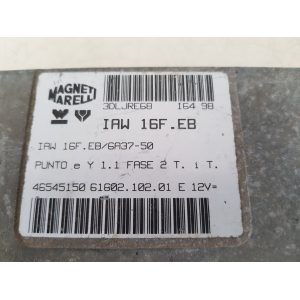 MAGNETI
MARELLI
3DLJRE68 164 98
IAW 16F.EB
IAW 16F.EB/6A37-50
PUNTO e Y 1.1 FASE 2 T. i T.
46545150 61602.102.01 E 12V=